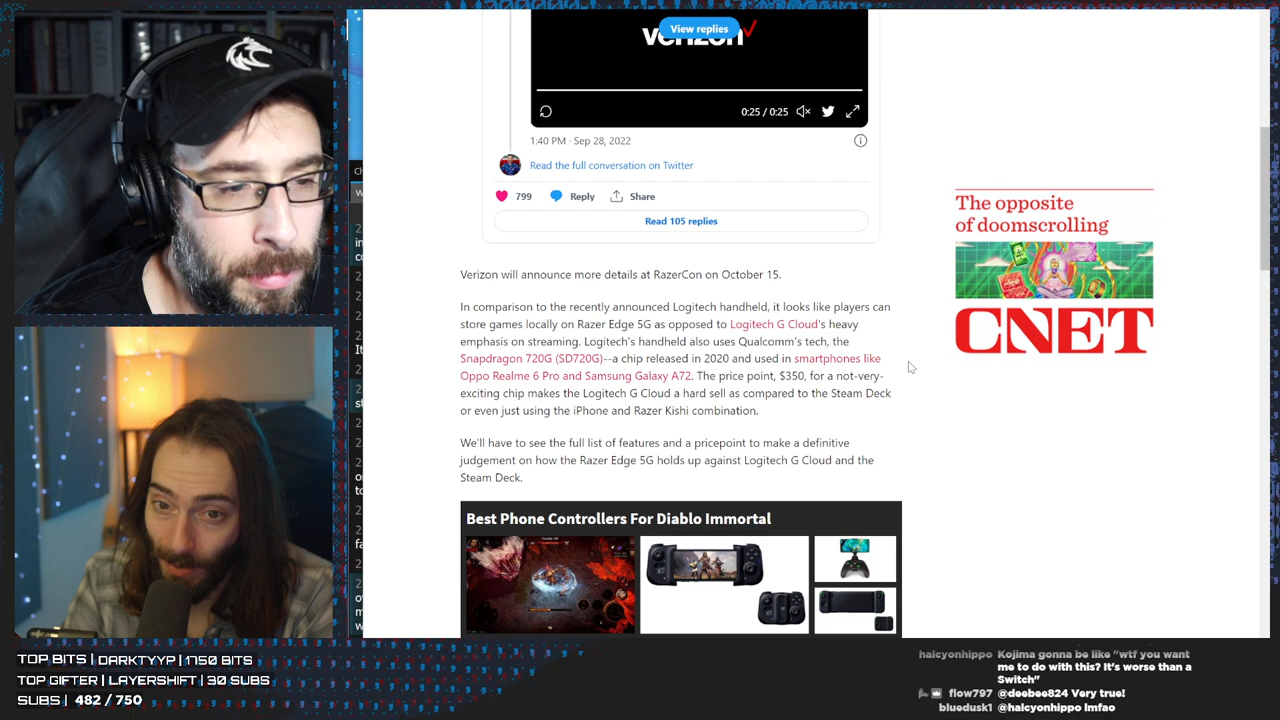 View replies
verizon
0:25 / 0:25
1:40 PM · Sep 28, 2022
Read the full conversation on Twitter
799 Reply Share
Read 105 replies
Verizon will announce more details at RazerCon on October 15.
In comparison to the recently announced Logitech handheld, it looks like players can
store games locally on Razer Edge 5G as opposed to Logitech G Cloud's heavy
emphasis on streaming. Logitech's handheld also uses Qualcomm's tech, the
Snapdragon 720G (SD720G)--a chip released in 2020 and used in smartphones like
Oppo Realme 6 Pro and Samsung Galaxy A72. The price point, $350, for a not-very-
exciting chip makes the Logitech G Cloud a hard sell as compared to the Steam Deck
or even just using the iPhone and Razer Kishi combination.
We'll have to see the full list of features and a pricepoint to make a definitive
judgement on how the Razer Edge 5G holds up against Logitech G Cloud and the
Steam Deck.
Best Phone Controllers For Diablo Immortal
The opposite
of doomscrolling
CNET
TOP BITS | DARKTYYP | 1750 BITS
TOP GIFTER | LAYERSHIFT | 30 SUBS
SUBS | 482 / 750
halcyonhippo Kojima gonna be like "wtf you want
me to do with this? It's worse than a
Switch"
flow797 @deebee824 Very true!
bluedusk1 @halcyonhippo lmfao